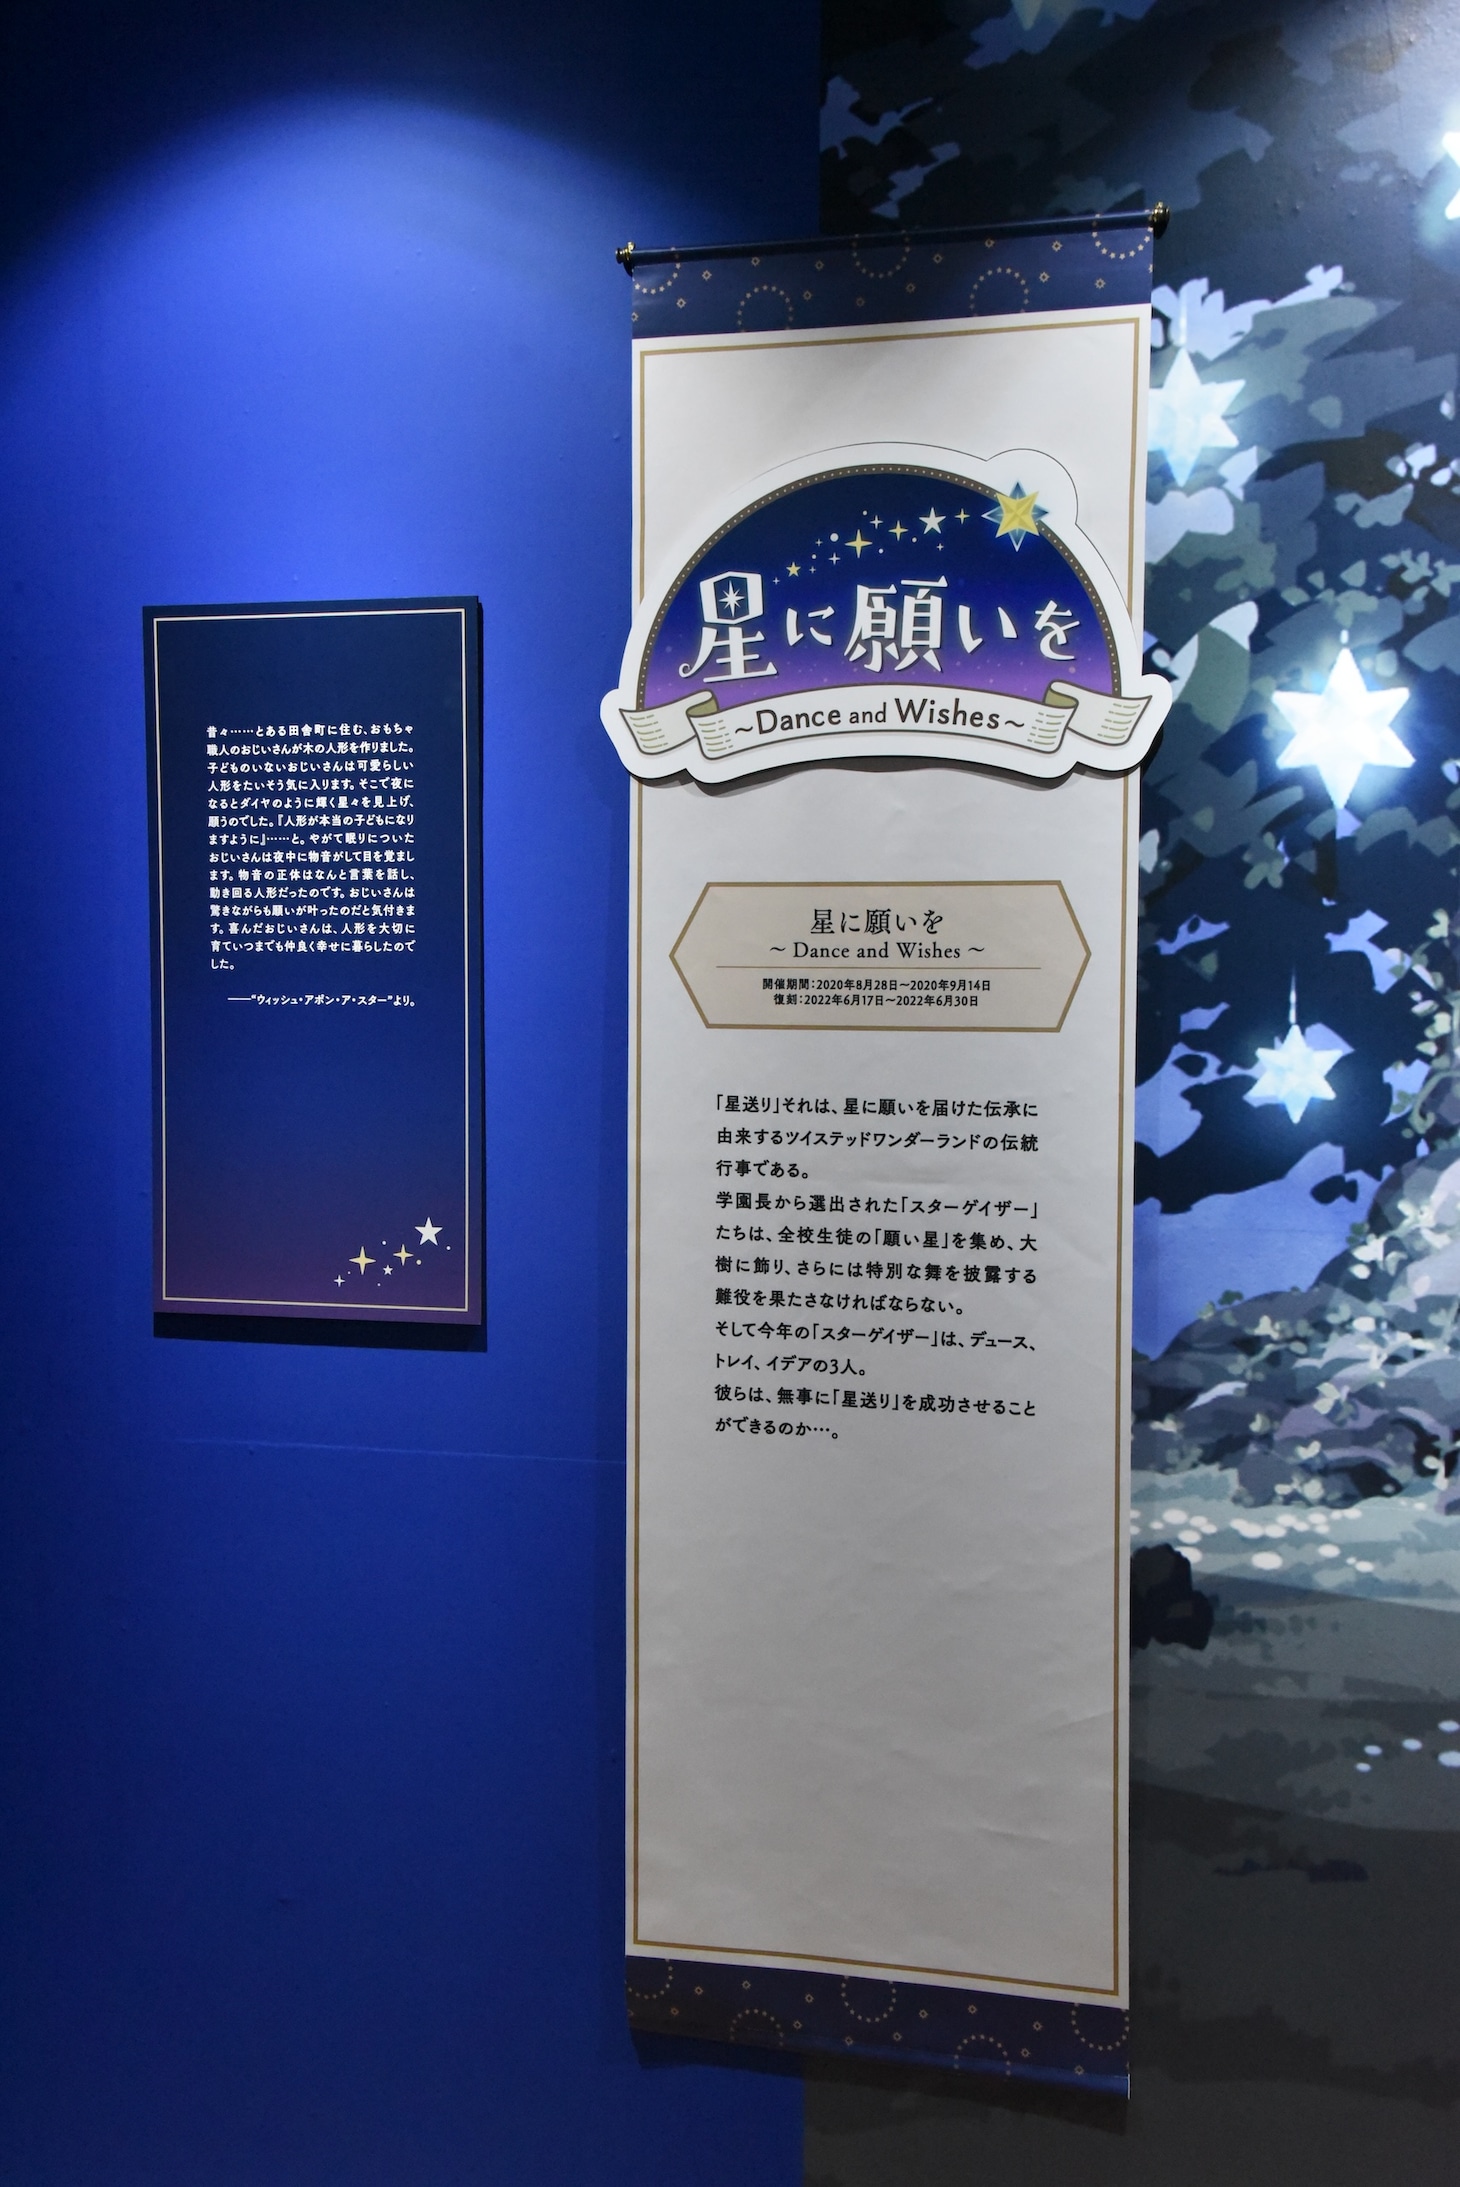 昔々……とある田舎町に住む、おもちゃ
職人のおじいさんが木の人形を作りました。
子どものいないおじいさんは可愛らしい
人形をたいそう気に入ります。そこで夜に
なるとダイヤのように輝く星々を見上げ、
願うのでした。『人形が本当の子どもになり
ますように』……と。やがて眠りについた
おじいさんは夜中に物音がして目を覚まし
ます。物音の正体はなんと言葉を話し、
動き回る人形だったのです。おじいさんは
驚きながらも願いが叶ったのだと気付きま
す。喜んだおじいさんは、人形を大切に
育ていつまでも仲良く幸せに暮らしたので
した。
──“ウィッシュ・アポン・ア・スター”より。
星に願いを
~Dance and Wishes~
星に願いを
～ Dance and Wishes ～
開催期間：2020年8月28日～2020年9月14日
復刻：2022年6月17日～2022年6月30日
「星送り」それは、星に願いを届けた伝承に
由来するツイステッドワンダーランドの伝統
行事である。
学園長から選出された「スターゲイザー」
たちは、全校生徒の「願い星」を集め、大
樹に飾り、さらには特別な舞を披露する
難役を果たさなければならない。
そして今年の「スターゲイザー」は、デュース、
トレイ、イデアの3人。
彼らは、無事に「星送り」を成功させること
ができるのか…。